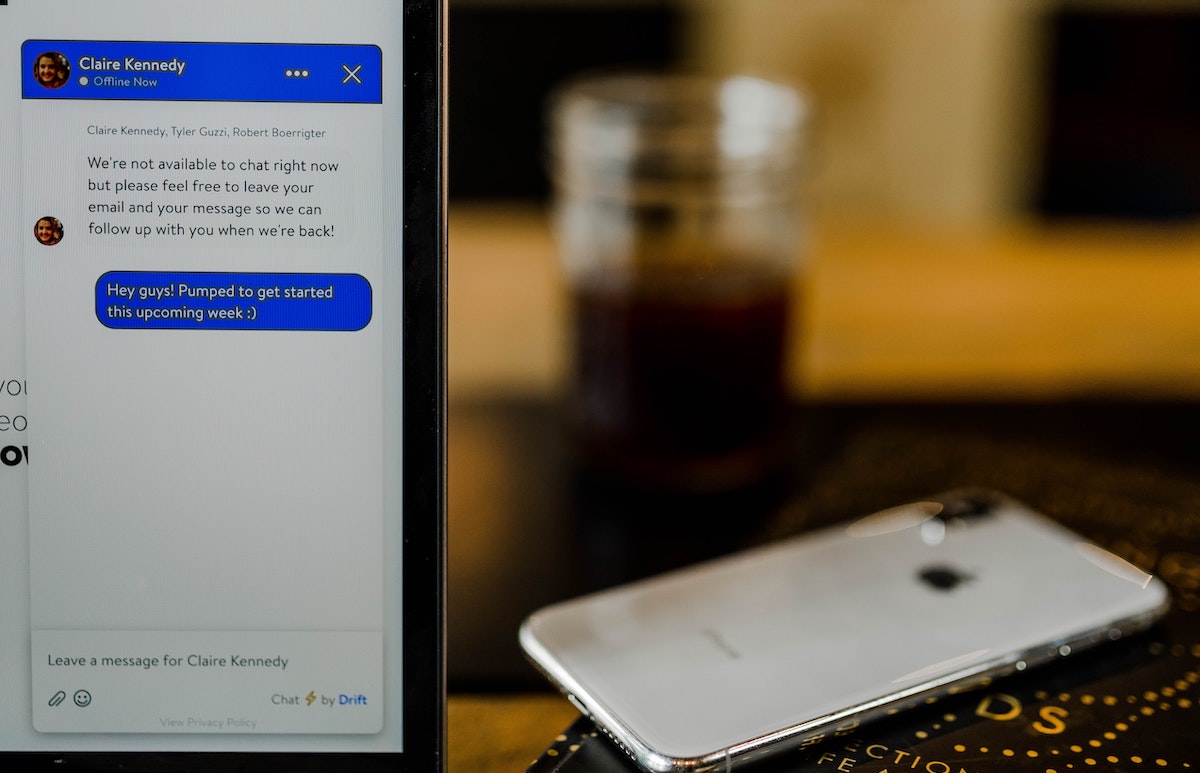 Claire Kennedy
Offline Now
Claire Kennedy, Tyler Guzzi, Robert Boerrigter
We're not available to chat right now
but please feel free to leave your
email and your message so we can
follow up with you when we're back!
Hey guys! Pumped to get started
this upcoming week :)
Leave a message for Claire Kennedy
Chat ⚡ by Drift
View Privacy Policy